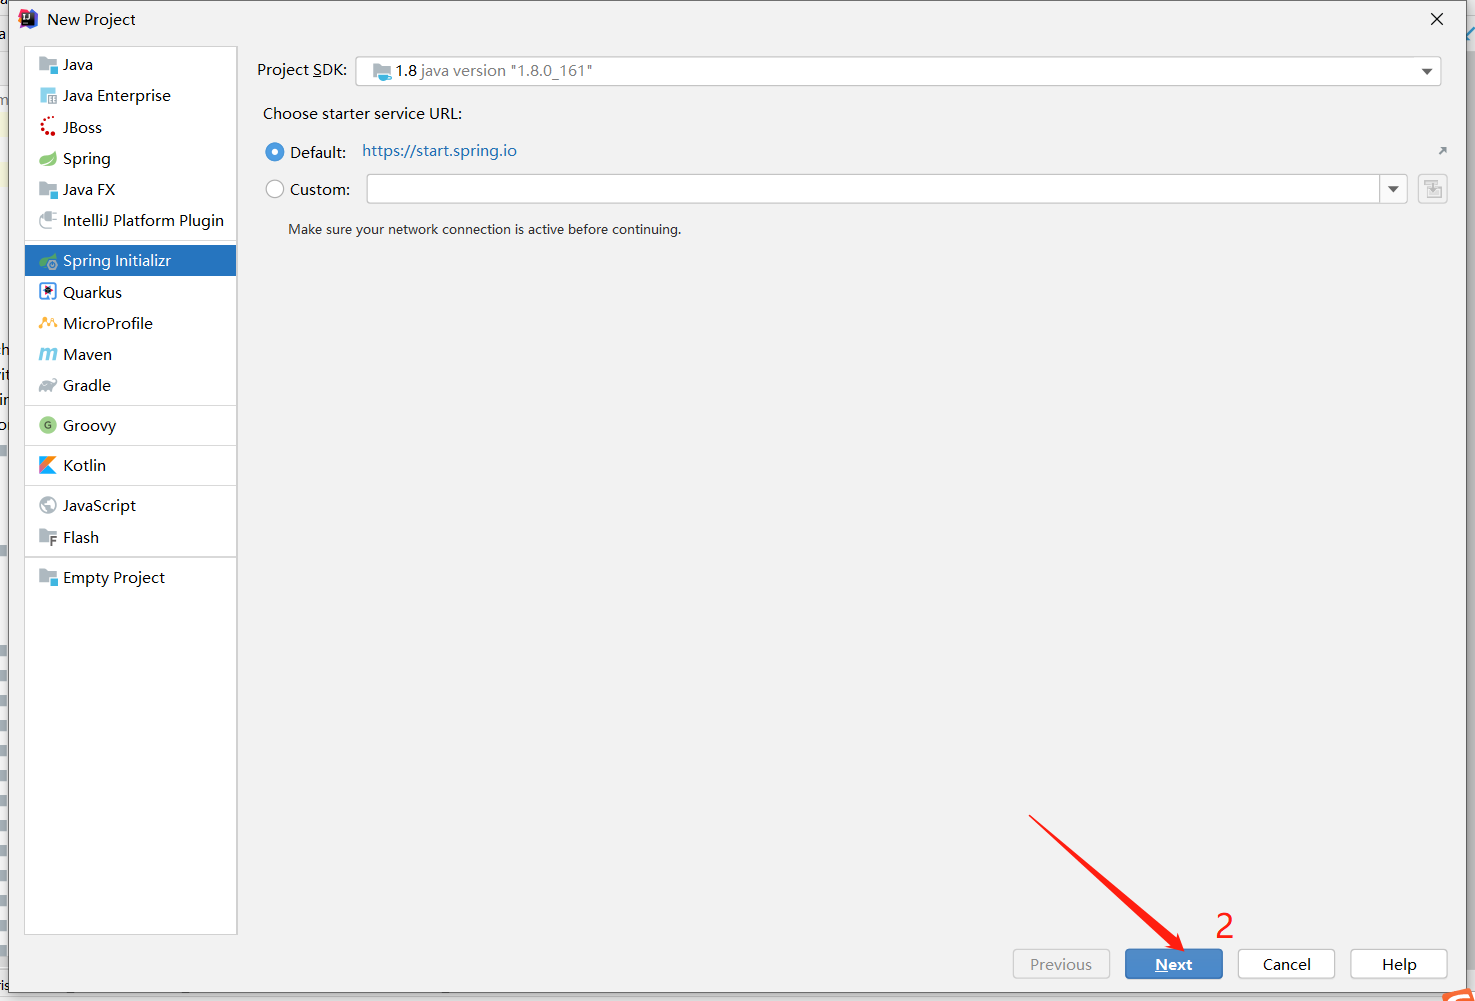 New Project
Java
Java Enterprise
JBoss
Spring
Java FX
IntelliJ Platform Plugin
Spring Initializr
Quarkus
MicroProfile
Maven
Gradle
Groovy
Kotlin
JavaScript
Flash
Empty Project
Project SDK: 1.8 java version "1.8.0_161"
Choose starter service URL:
Default: https://start.spring.io
Custom:
Make sure your network connection is active before continuing.
2
Previous Next Cancel Help